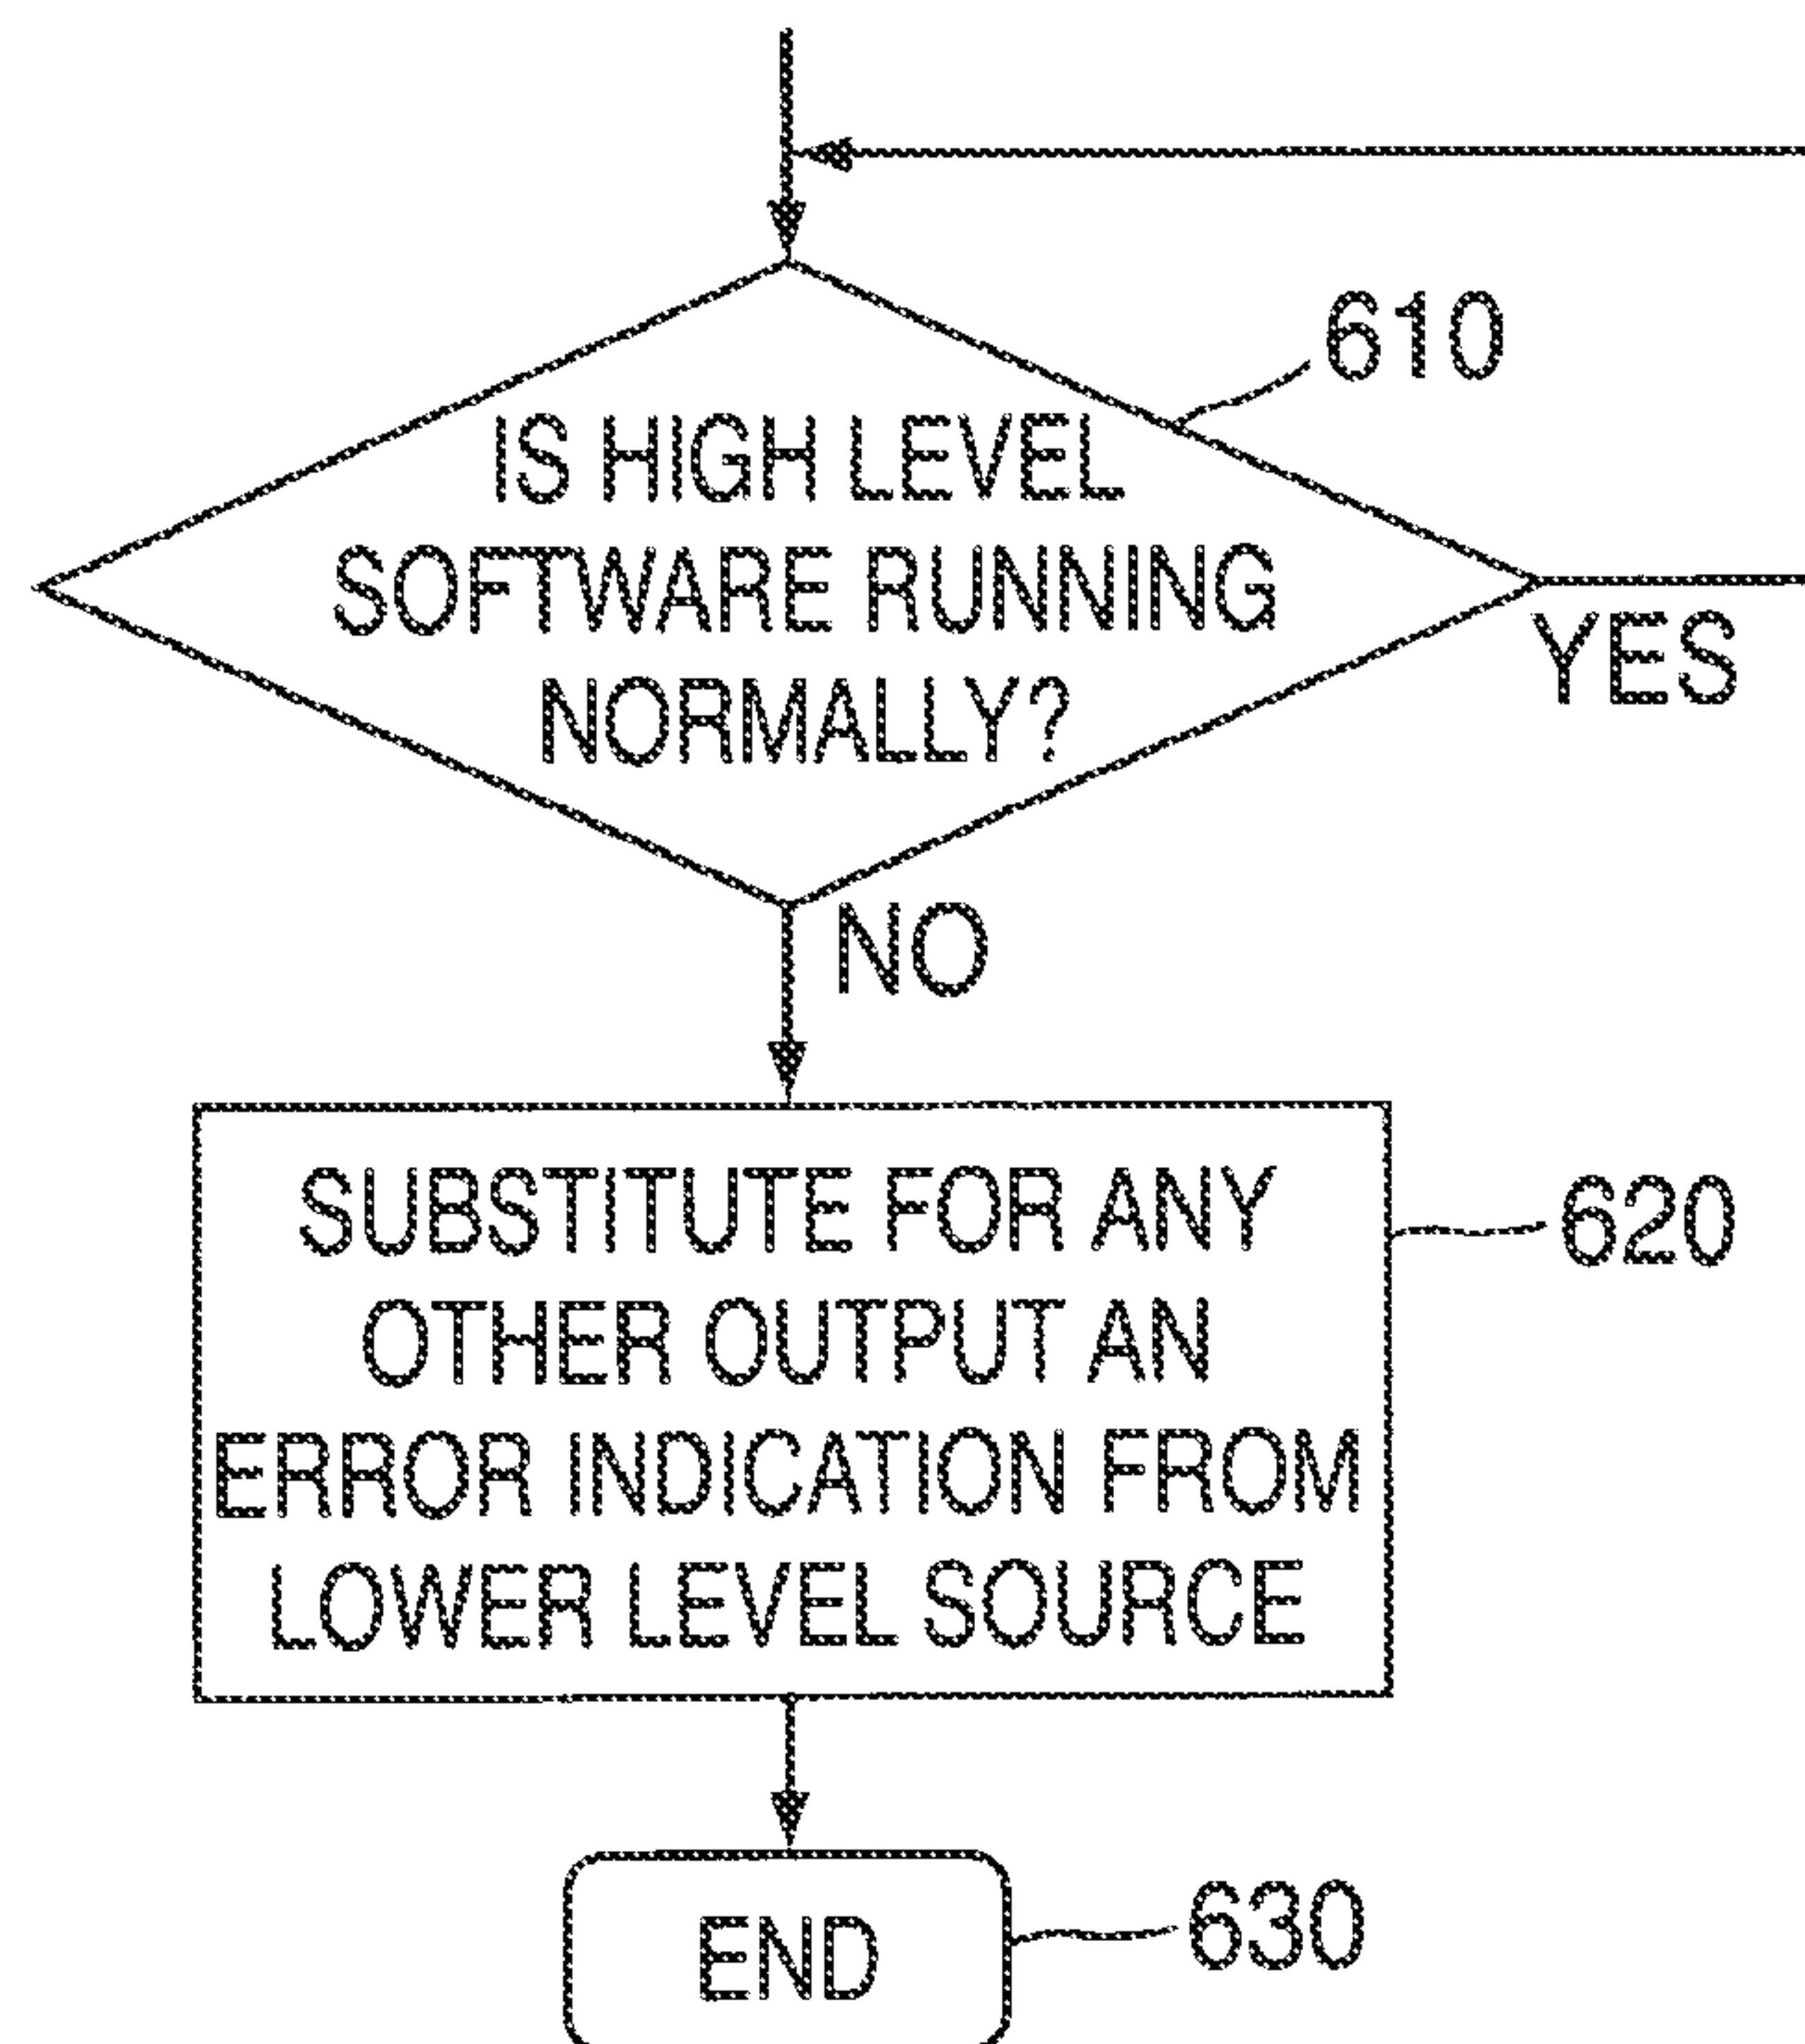 610
IS HIGH LEVEL
SOFTWARE RUNNING
NORMALLY?
YES
NO
SUBSTITUTE FOR ANY
OTHER OUTPUT AN
ERROR INDICATION FROM
LOWER LEVEL SOURCE
620
END
630